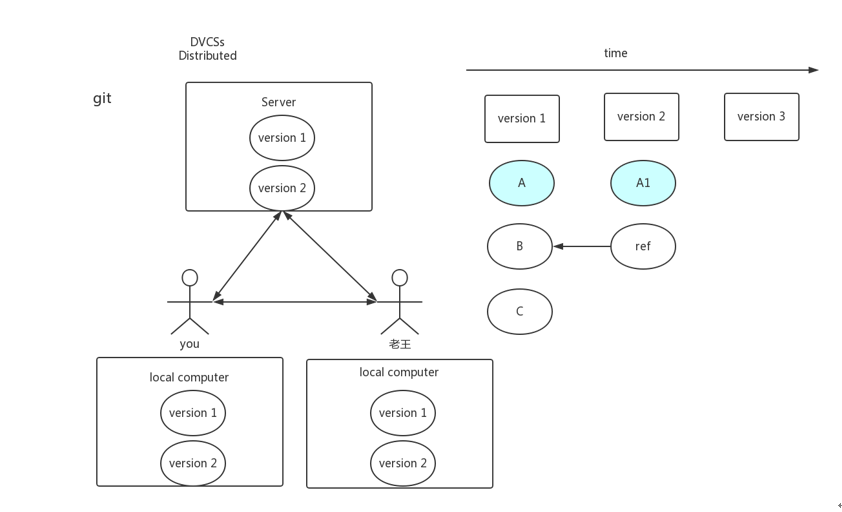 DVCSs
Distributed
git
Server
version 1
version 2
you
老王
local computer
version 1
version 2
local computer
version 1
version 2
time
version 1
version 2
version 3
A
A1
B
ref
C